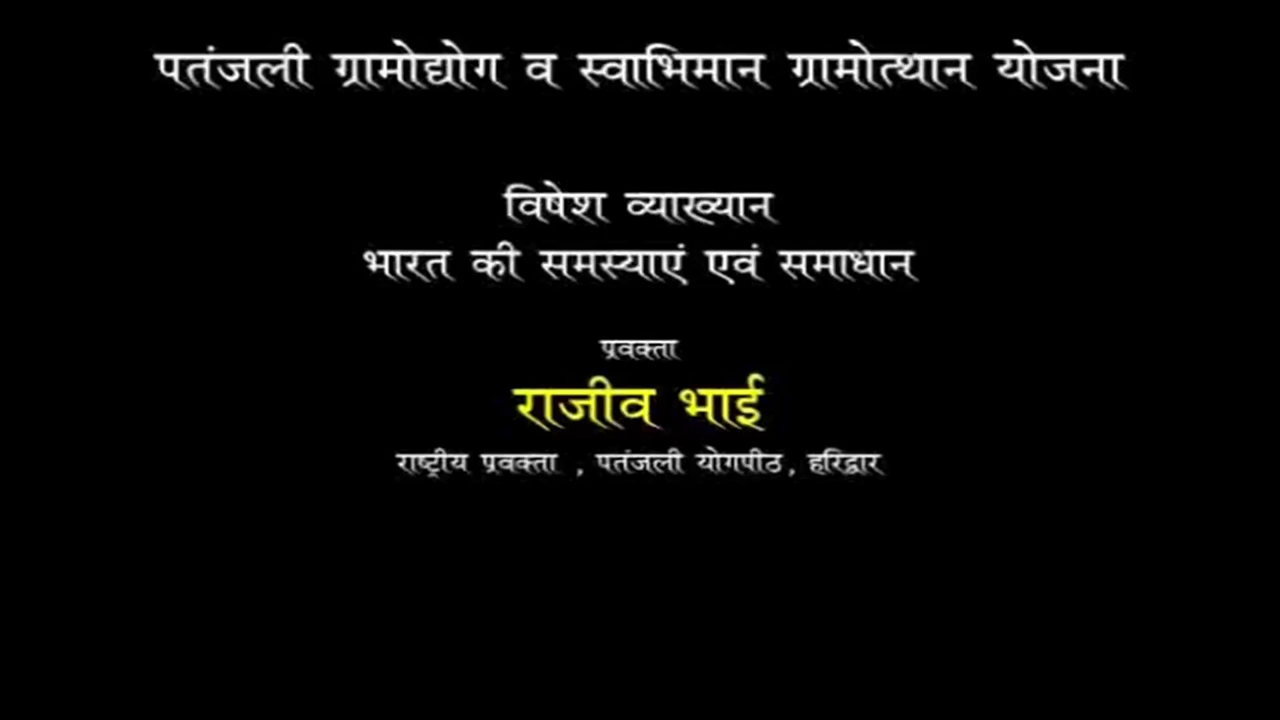 पतंजली ग्रामोद्योग व स्वाभिमान ग्रामोत्थान योजना
विषेश व्याख्यान
भारत की समस्याएं एवं समाधान
प्रवक्ता
राजीव भाई
राष्ट्रीय प्रवक्ता , पतंजली योगपीठ, हरिद्वार